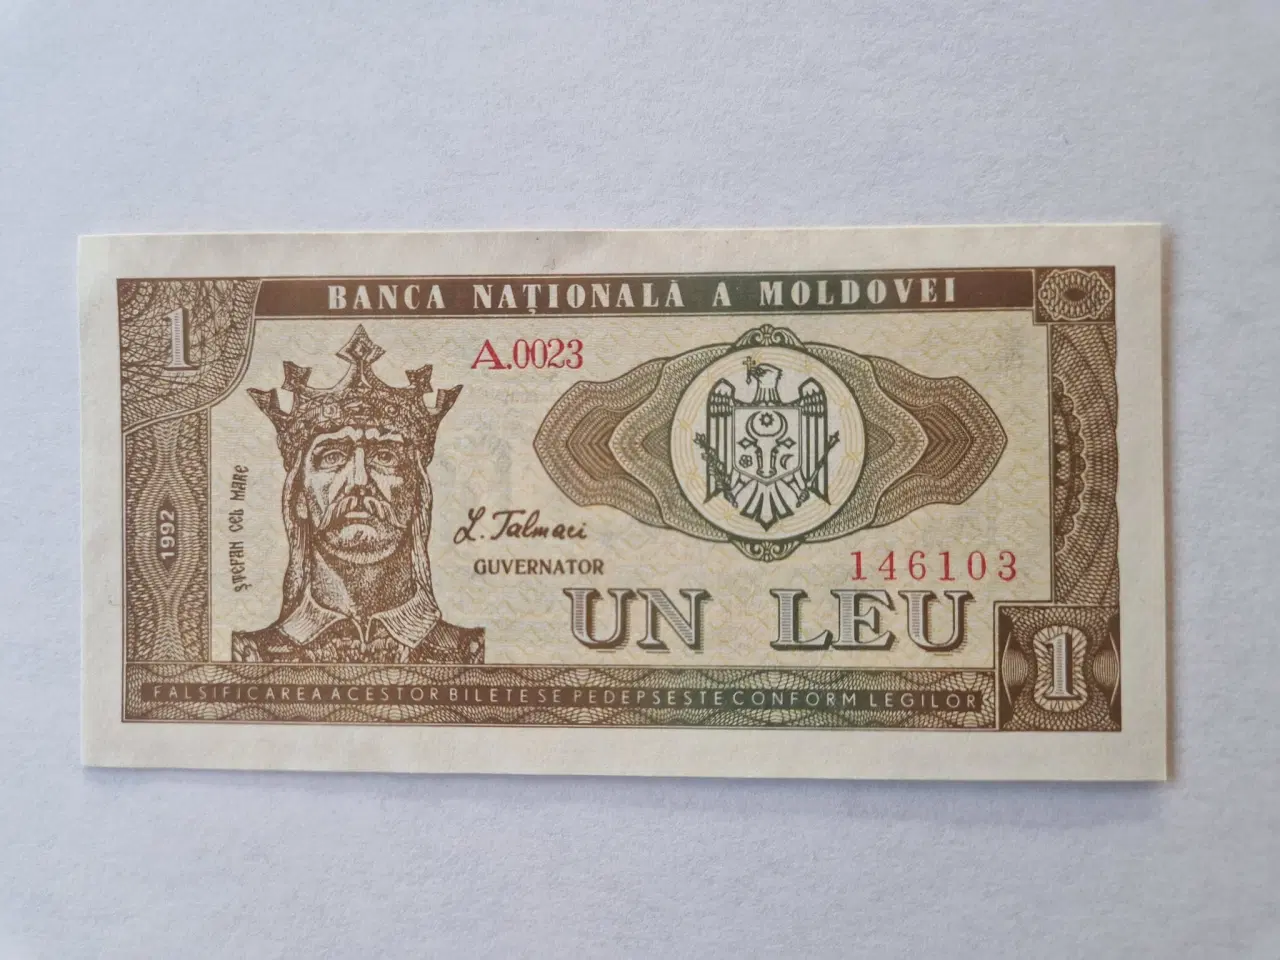 BANCA NAȚIONALĂ A MOLDOVEI
1
A.0023
1992
ȘTEFAN CEL MARE
L. Talmaci
GUVERNATOR
146103
UN LEU
1
FALSIFICAREA ACESTOR BILETE SE PEDEPSESTE CONFORM LEGILOR